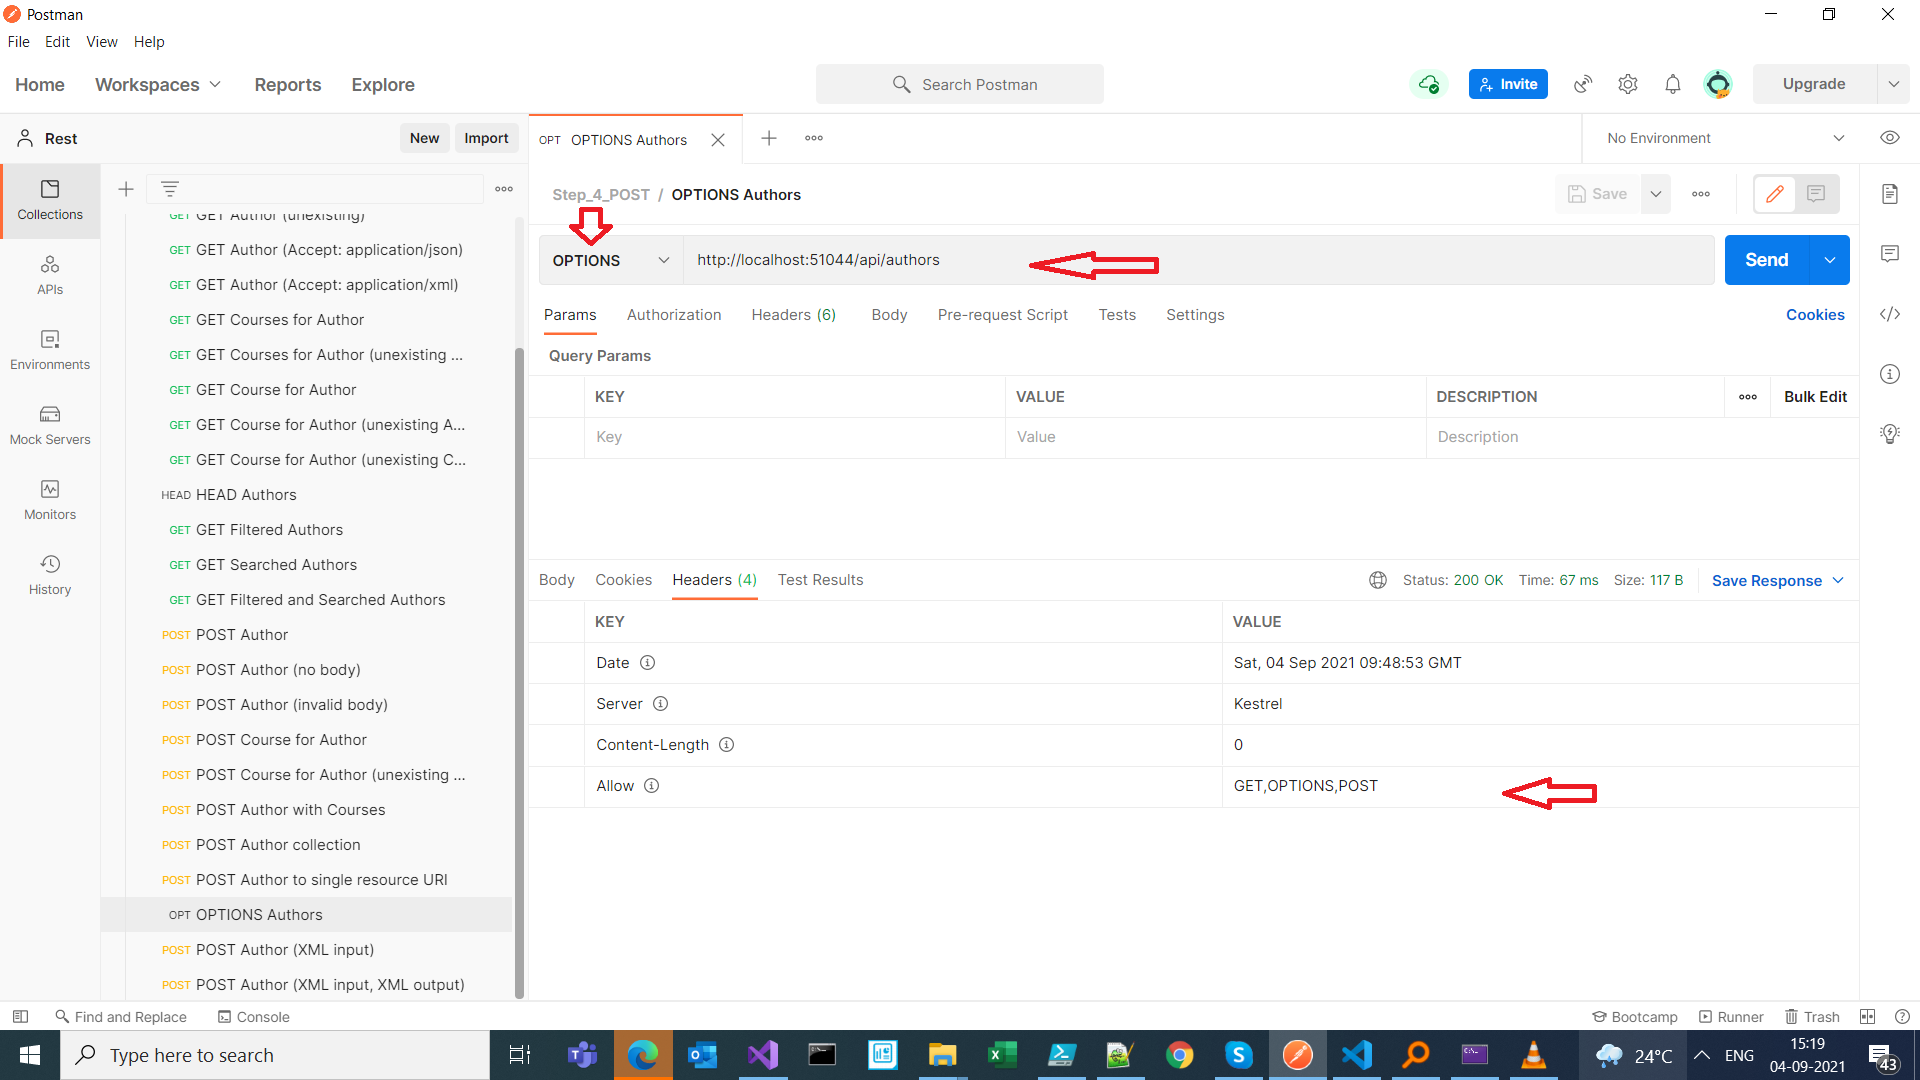 Postman
File Edit View Help
Home Workspaces Reports Explore
Search Postman
Invite
Upgrade
Rest
New Import
OPT OPTIONS Authors
No Environment
Collections
APIs
Environments
Mock Servers
Monitors
History
GET GET Author (unexisting)
GET GET Author (Accept: application/json)
GET GET Author (Accept: application/xml)
GET GET Courses for Author
GET GET Courses for Author (unexisting ...
GET GET Course for Author
GET GET Course for Author (unexisting A...
GET GET Course for Author (unexisting C...
HEAD HEAD Authors
GET GET Filtered Authors
GET GET Searched Authors
GET GET Filtered and Searched Authors
POST POST Author
POST POST Author (no body)
POST POST Author (invalid body)
POST POST Course for Author
POST POST Course for Author (unexisting ...
POST POST Author with Courses
POST POST Author collection
POST POST Author to single resource URI
OPT OPTIONS Authors
POST POST Author (XML input)
POST POST Author (XML input, XML output)
Step_4_POST / OPTIONS Authors
Save
OPTIONS http://localhost:51044/api/authors
Send
Params Authorization Headers (6) Body Pre-request Script Tests Settings
Cookies
Query Params
KEY VALUE DESCRIPTION
Bulk Edit
Key Value Description
Body Cookies Headers (4) Test Results
Status: 200 OK Time: 67 ms Size: 117 B
Save Response
KEY VALUE
Date Sat, 04 Sep 2021 09:48:53 GMT
Server Kestrel
Content-Length 0
Allow GET,OPTIONS,POST
Find and Replace Console
Bootcamp Runner Trash
Type here to search
24°C
ENG
15:19
04-09-2021
43